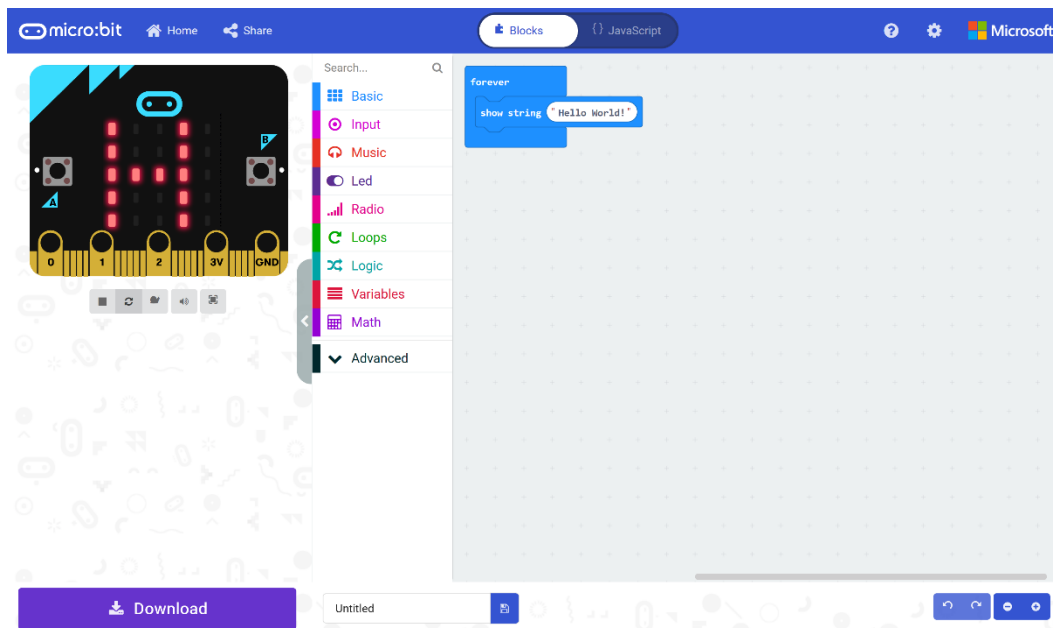 micro:bit
Home
Share
Blocks
{} JavaScript
Microsoft
B
A
0 1 2 3V GND
Search...
Basic
Input
Music
Led
Radio
Loops
Logic
Variables
Math
Advanced
forever
show string "Hello World!"
Download
Untitled